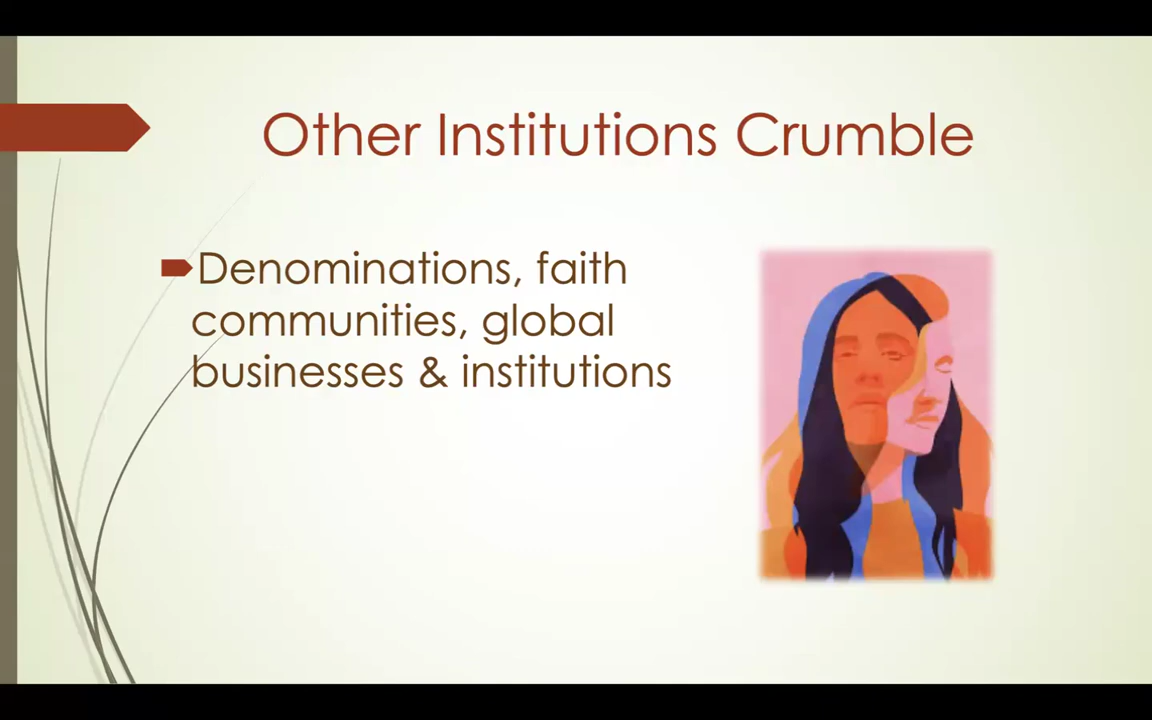 Other Institutions Crumble
Denominations, faith
communities, global
businesses & institutions